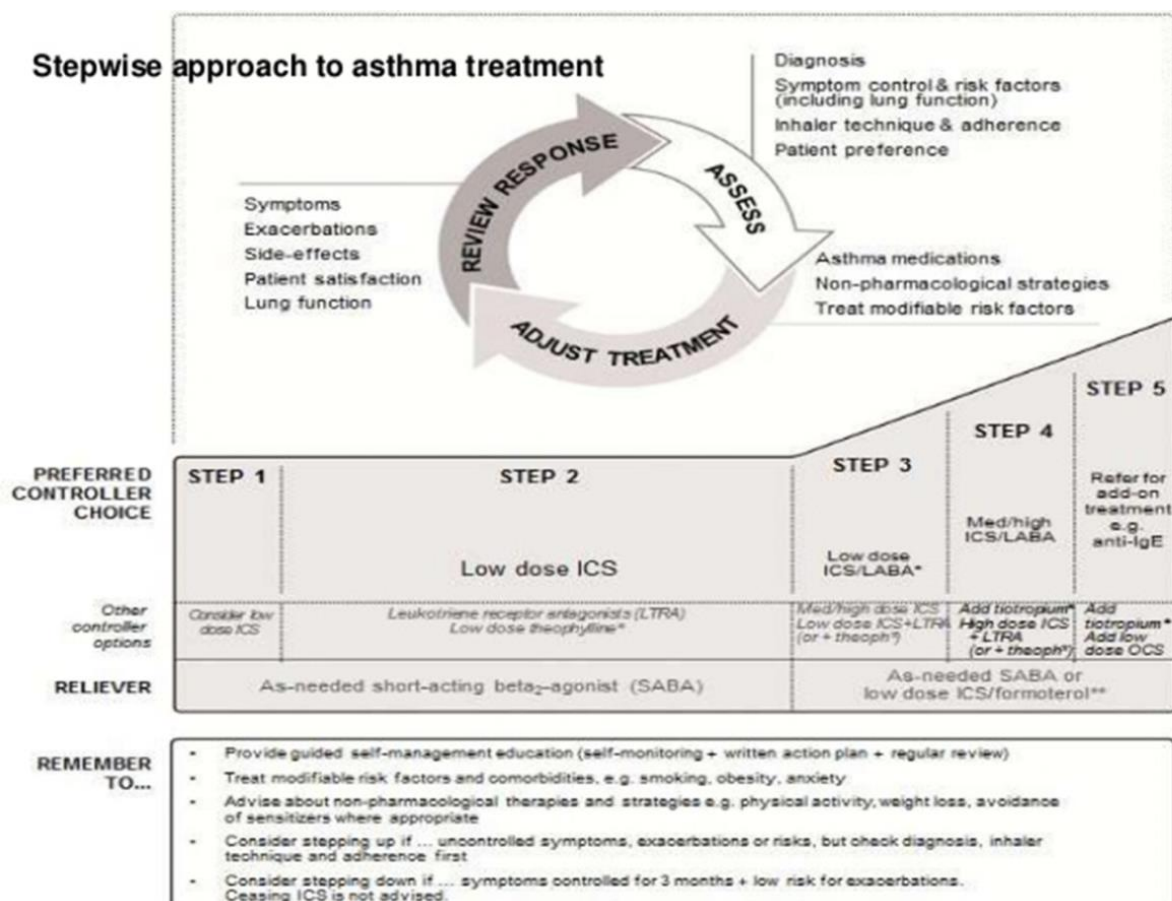 Stepwise approach to asthma treatment
Diagnosis
Symptom control & risk factors
(including lung function)
Inhaler technique & adherence
Patient preference
REVIEW RESPONSE
ASSESS
ADJUST TREATMENT
Symptoms
Exacerbations
Side-effects
Patient satisfaction
Lung function
Asthma medications
Non-pharmacological strategies
Treat modifiable risk factors
PREFERRED
CONTROLLER
CHOICE
STEP 1
STEP 2
Low dose ICS
STEP 3
Low dose
ICS/LABA*
STEP 4
Med/high
ICS/LABA
STEP 5
Refer for
add-on
treatment
e.g.
anti-IgE
Other
controller
options
Consider low
dose ICS
Leukotriene receptor antagonists (LTRA)
Low dose theophylline*
Med/high dose ICS
Low dose ICS+LTRA
(or + theoph*)
Add tiotropium*
High dose ICS
+ LTRA
(or + theoph*)
Add
tiotropium*
Add low
dose OCS
RELIEVER
As-needed short-acting beta2-agonist (SABA)
As-needed SABA or
low dose ICS/formoterol**
REMEMBER
TO...
• Provide guided self-management education (self-monitoring + written action plan + regular review)
• Treat modifiable risk factors and comorbidities, e.g. smoking, obesity, anxiety
• Advise about non-pharmacological therapies and strategies e.g. physical activity, weight loss, avoidance
of sensitizers where appropriate
• Consider stepping up if ... uncontrolled symptoms, exacerbations or risks, but check diagnosis, inhaler
technique and adherence first
• Consider stepping down if ... symptoms controlled for 3 months + low risk for exacerbations.
Ceasing ICS is not advised.